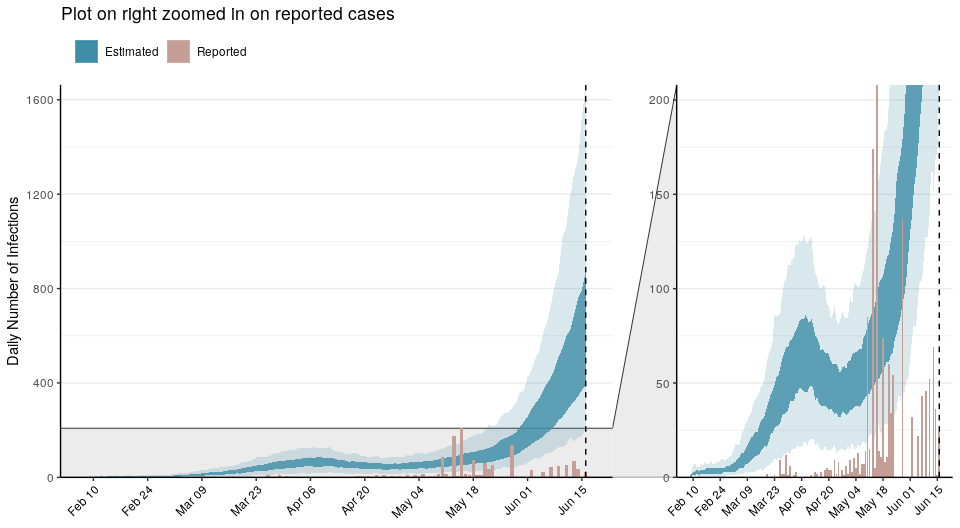 Plot on right zoomed in on reported cases
Estimated
Reported
Daily Number of Infections
1600
1200
800
400
0
Feb 10
Feb 24
Mar 09
Mar 23
Apr 06
Apr 20
May 04
May 18
Jun 01
Jun 15
200
150
100
50
0
Feb 10
Feb 24
Mar 09
Mar 23
Apr 06
Apr 20
May 04
May 18
Jun 01
Jun 15